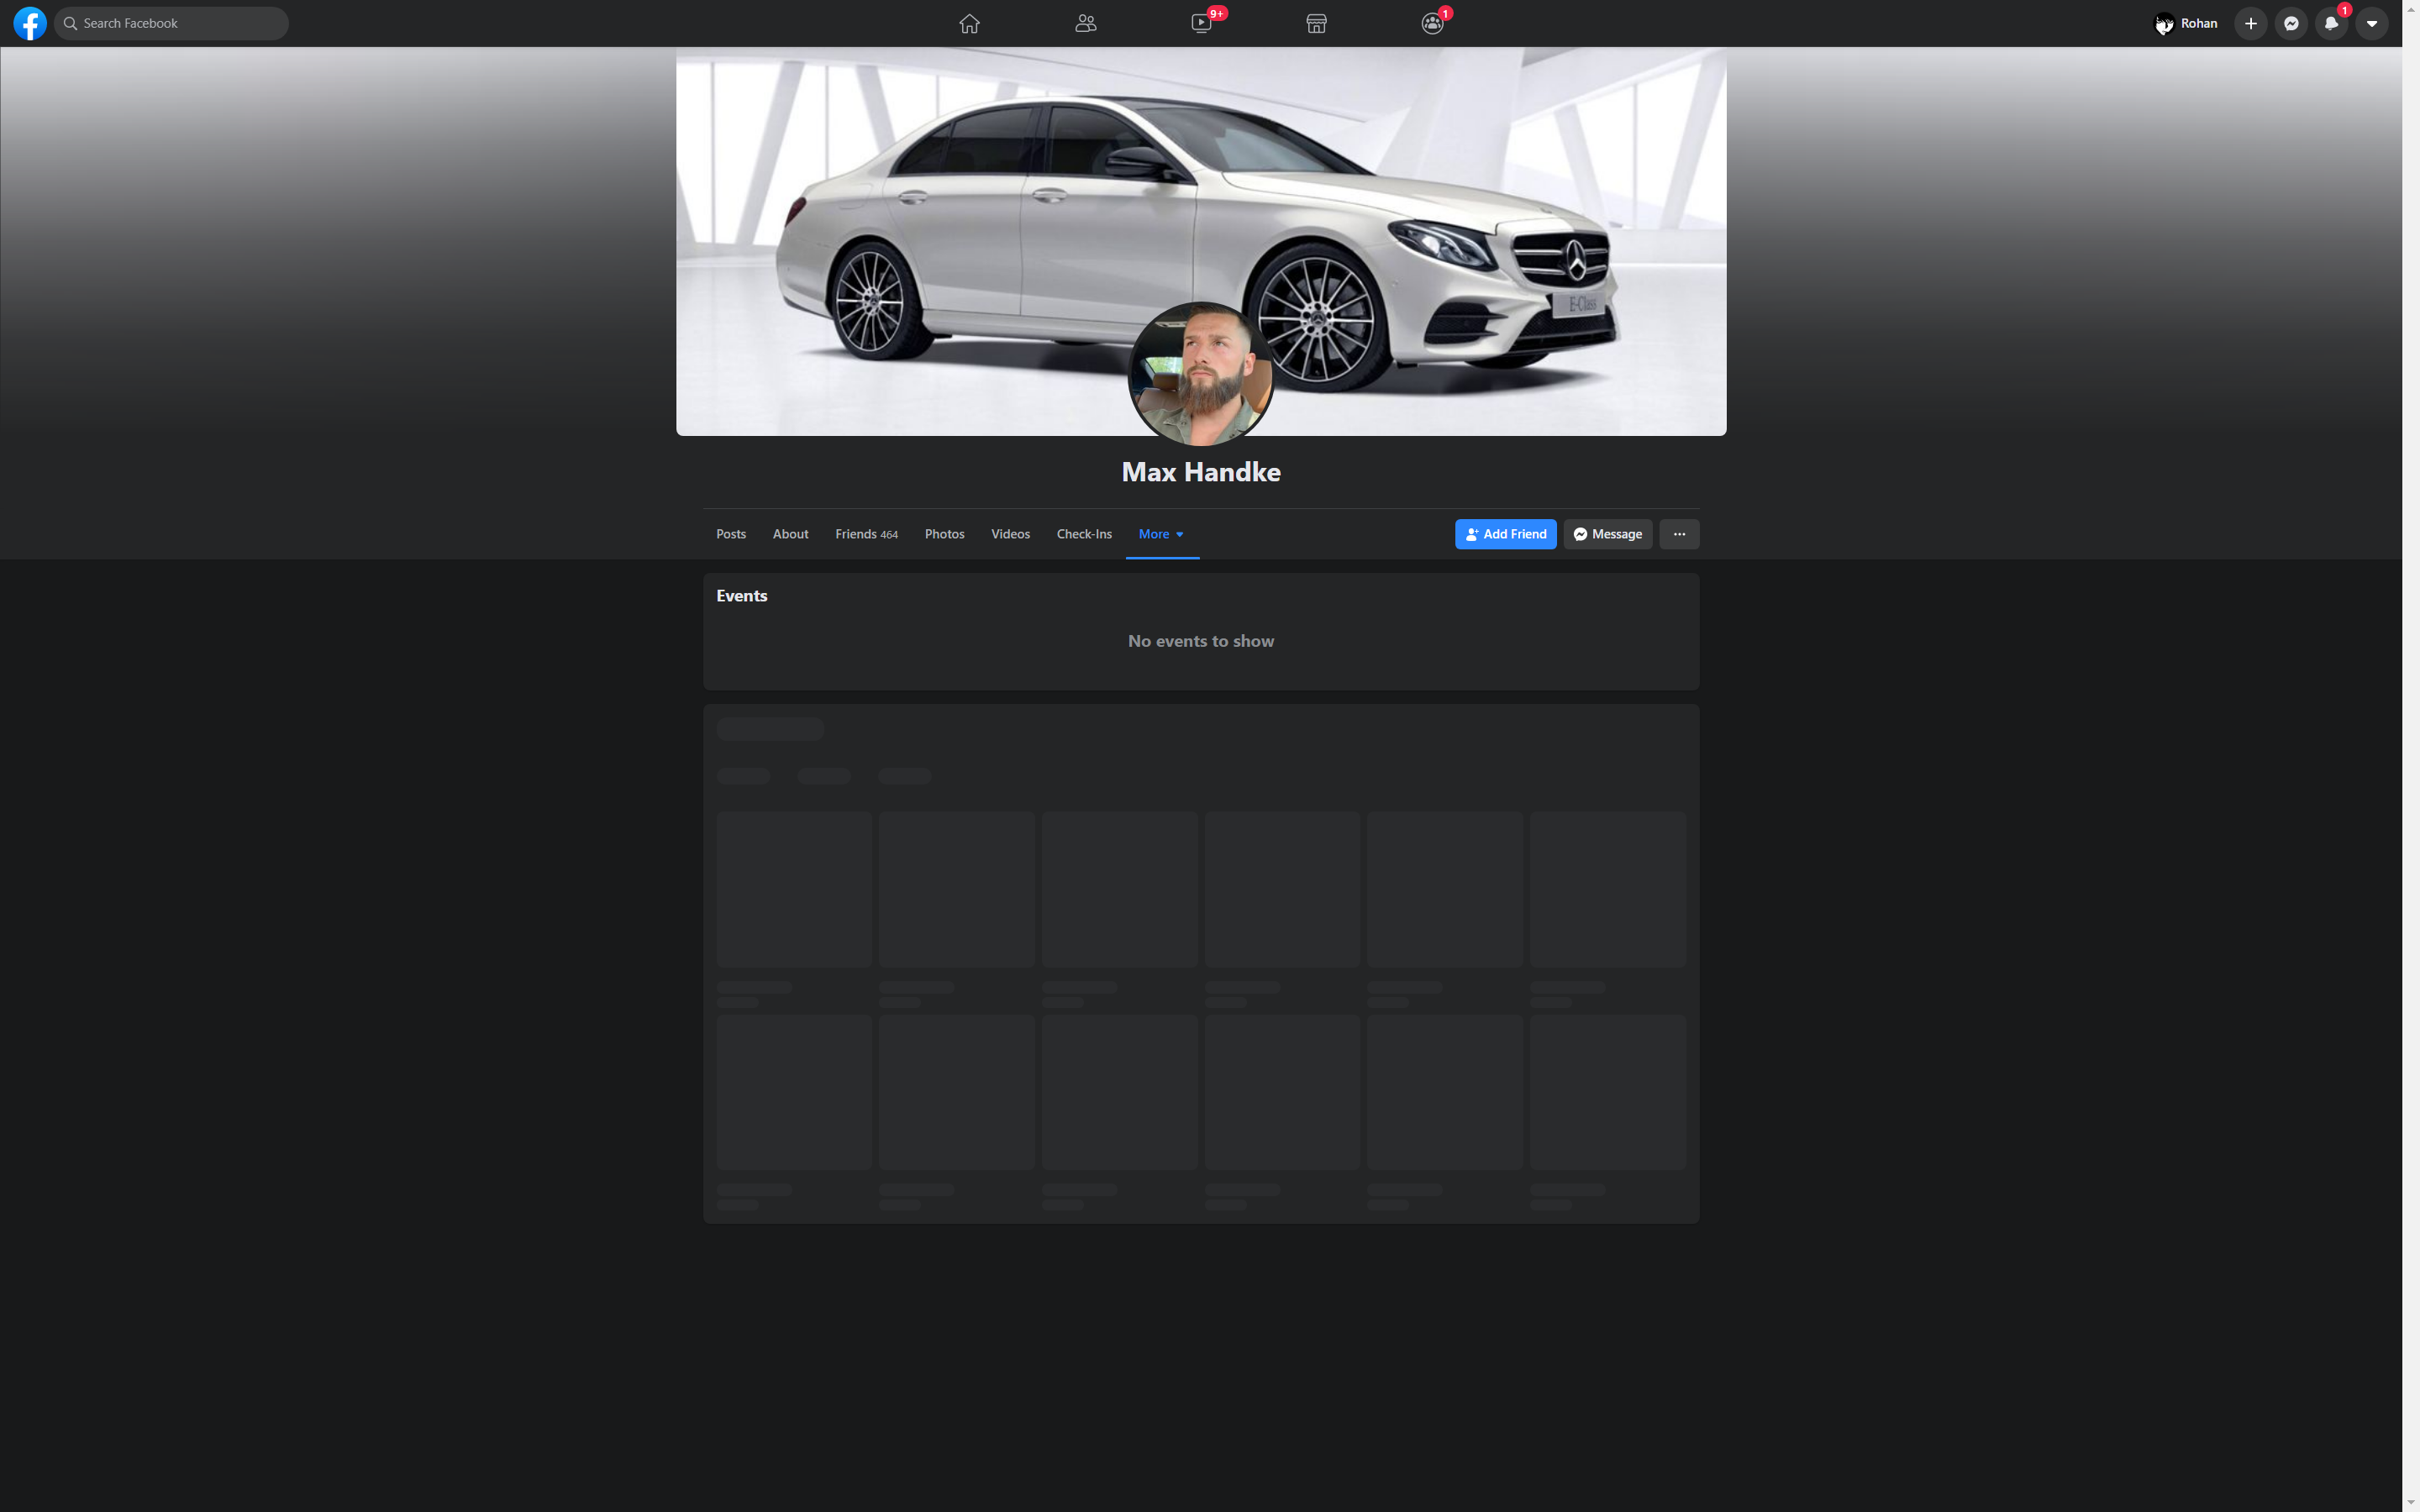 Search Facebook
9+
1
Rohan
1
E-Class
Max Handke
Posts
About
Friends 464
Photos
Videos
Check-Ins
More
Add Friend
Message
Events
No events to show